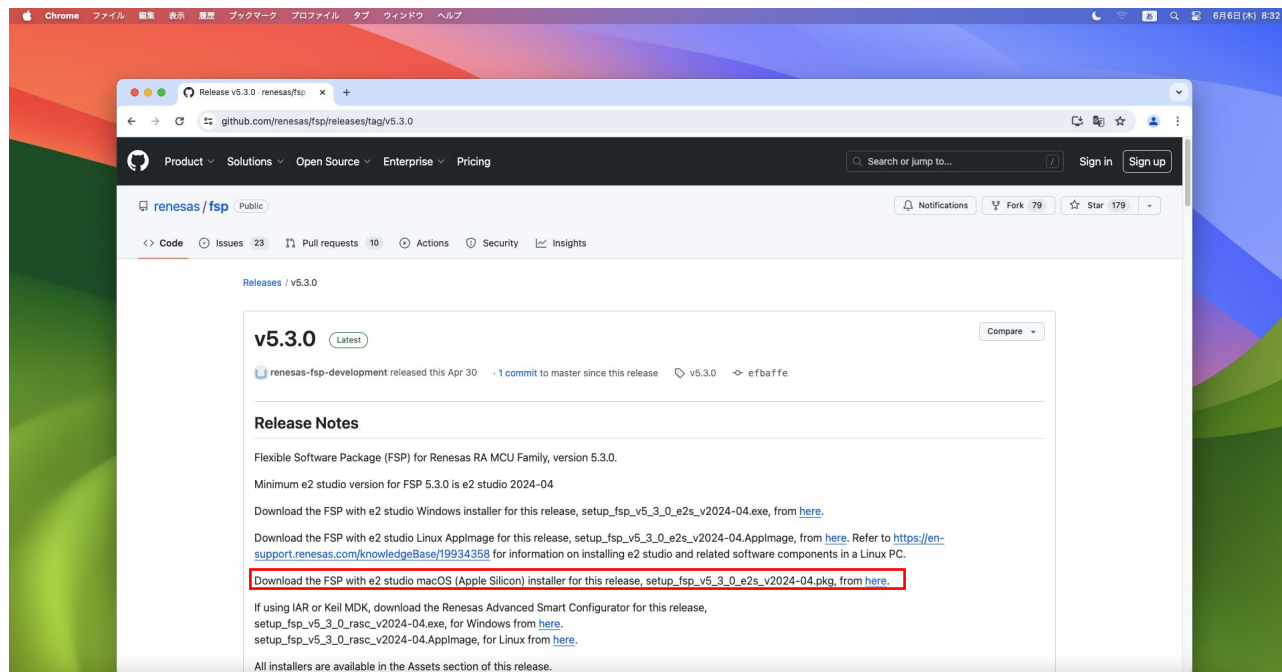 Chrome ファイル 編集 表示 履歴 ブックマーク プロファイル タブ ウィンドウ ヘルプ
あ 6月6日(木) 8:32
Release v5.3.0 · renesas/fsp
github.com/renesas/fsp/releases/tag/v5.3.0
Product Solutions Open Source Enterprise Pricing Search or jump to... / Sign in Sign up
renesas / fsp Public Notifications Fork 79 Star 179
Code Issues 23 Pull requests 10 Actions Security Insights
Releases / v5.3.0
v5.3.0 Latest Compare
renesas-fsp-development released this Apr 30 · 1 commit to master since this release v5.3.0 efbaffe
Release Notes
Flexible Software Package (FSP) for Renesas RA MCU Family, version 5.3.0.
Minimum e2 studio version for FSP 5.3.0 is e2 studio 2024-04
Download the FSP with e2 studio Windows installer for this release, setup_fsp_v5_3_0_e2s_v2024-04.exe, from here.
Download the FSP with e2 studio Linux AppImage for this release, setup_fsp_v5_3_0_e2s_v2024-04.AppImage, from here. Refer to https://en-
support.renesas.com/knowledgeBase/19934358 for information on installing e2 studio and related software components in a Linux PC.
Download the FSP with e2 studio macOS (Apple Silicon) installer for this release, setup_fsp_v5_3_0_e2s_v2024-04.pkg, from here.
If using IAR or Keil MDK, download the Renesas Advanced Smart Configurator for this release,
setup_fsp_v5_3_0_rasc_v2024-04.exe, for Windows from here.
setup_fsp_v5_3_0_rasc_v2024-04.AppImage, for Linux from here.
All installers are available in the Assets section of this release.